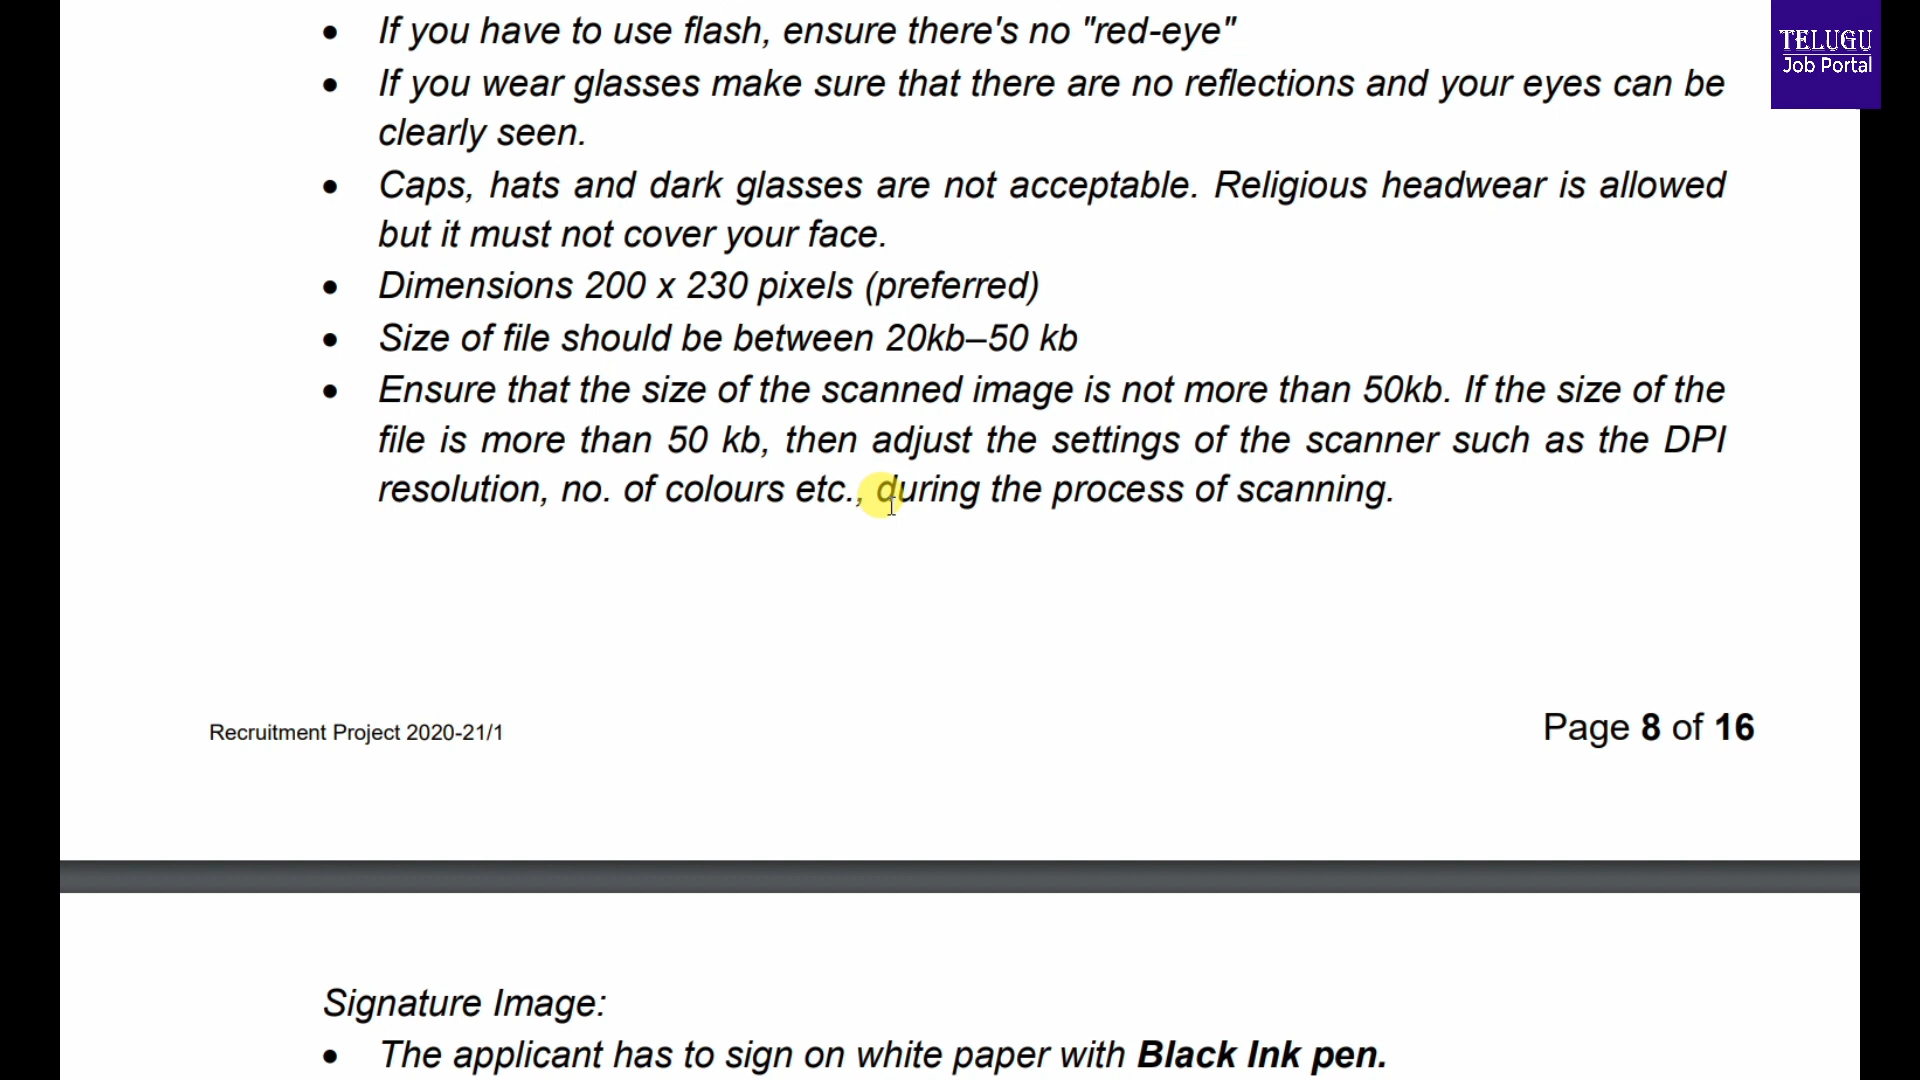 If you have to use flash, ensure there's no "red-eye"
If you wear glasses make sure that there are no reflections and your eyes can be
clearly seen.
Caps, hats and dark glasses are not acceptable. Religious headwear is allowed
but it must not cover your face.
Dimensions 200 x 230 pixels (preferred)
Size of file should be between 20kb–50 kb
Ensure that the size of the scanned image is not more than 50kb. If the size of the
file is more than 50 kb, then adjust the settings of the scanner such as the DPI
resolution, no. of colours etc., during the process of scanning.
Recruitment Project 2020-21/1
Page 8 of 16
Signature Image:
The applicant has to sign on white paper with Black Ink pen.
TELUGU
Job Portal